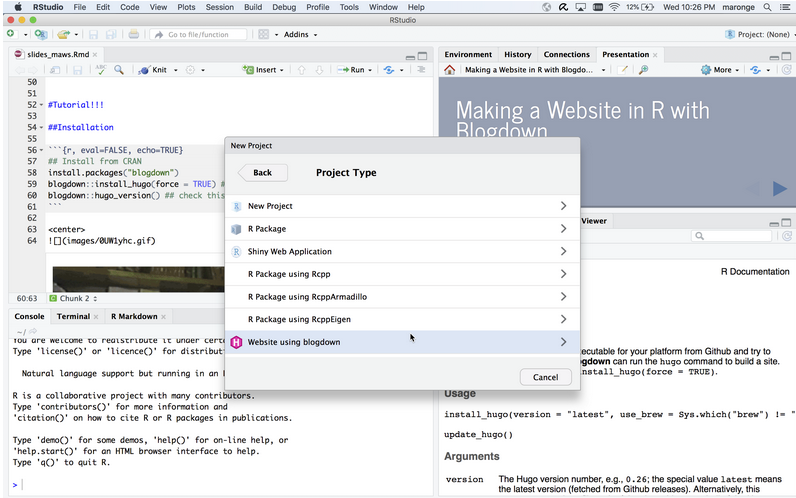 RStudio File Edit Code View Plots Session Build Debug Profile Tools Window Help 12% Wed 10:26 PM maronge
RStudio
Go to file/function Addins Project: (None)
slides_maws.Rmd
Knit Insert Run
50
51
52 #Tutorial!!!
53
54 ##Installation
55
56 ```{r, eval=FALSE, echo=TRUE}
57 ## Install from CRAN
58 install.packages("blogdown")
59 blogdown::install_hugo(force = TRUE) #
60 blogdown::hugo_version() ## check this
61 ```
62
63 <center>
64 ![](images/0UW1yhc.gif)
60:63 Chunk 2
Console Terminal R Markdown
~/
You are welcome to redistribute it under cert
Type 'license()' or 'licence()' for distribut
Natural language support but running in an
R is a collaborative project with many contributors.
Type 'contributors()' for more information and
'citation()' on how to cite R or R packages in publications.
Type 'demo()' for some demos, 'help()' for on-line help, or
'help.start()' for an HTML browser interface to help.
Type 'q()' to quit R.
>
New Project
Back Project Type
New Project
R Package
Shiny Web Application
R Package using Rcpp
R Package using RcppArmadillo
R Package using RcppEigen
Website using blogdown
Cancel
Environment History Connections Presentation
Making a Website in R with Blogdo... More
Making a Website in R with
Blogdown
Viewer
R Documentation
ecutable for your platform from Github and try to
gdown can run the hugo command to build a site.
nstall_hugo(force = TRUE).
Usage
install_hugo(version = "latest", use_brew = Sys.which("brew") != "
update_hugo()
Arguments
version The Hugo version number, e.g., 0.26; the special value latest means
the latest version (fetched from Github releases). Alternatively, this